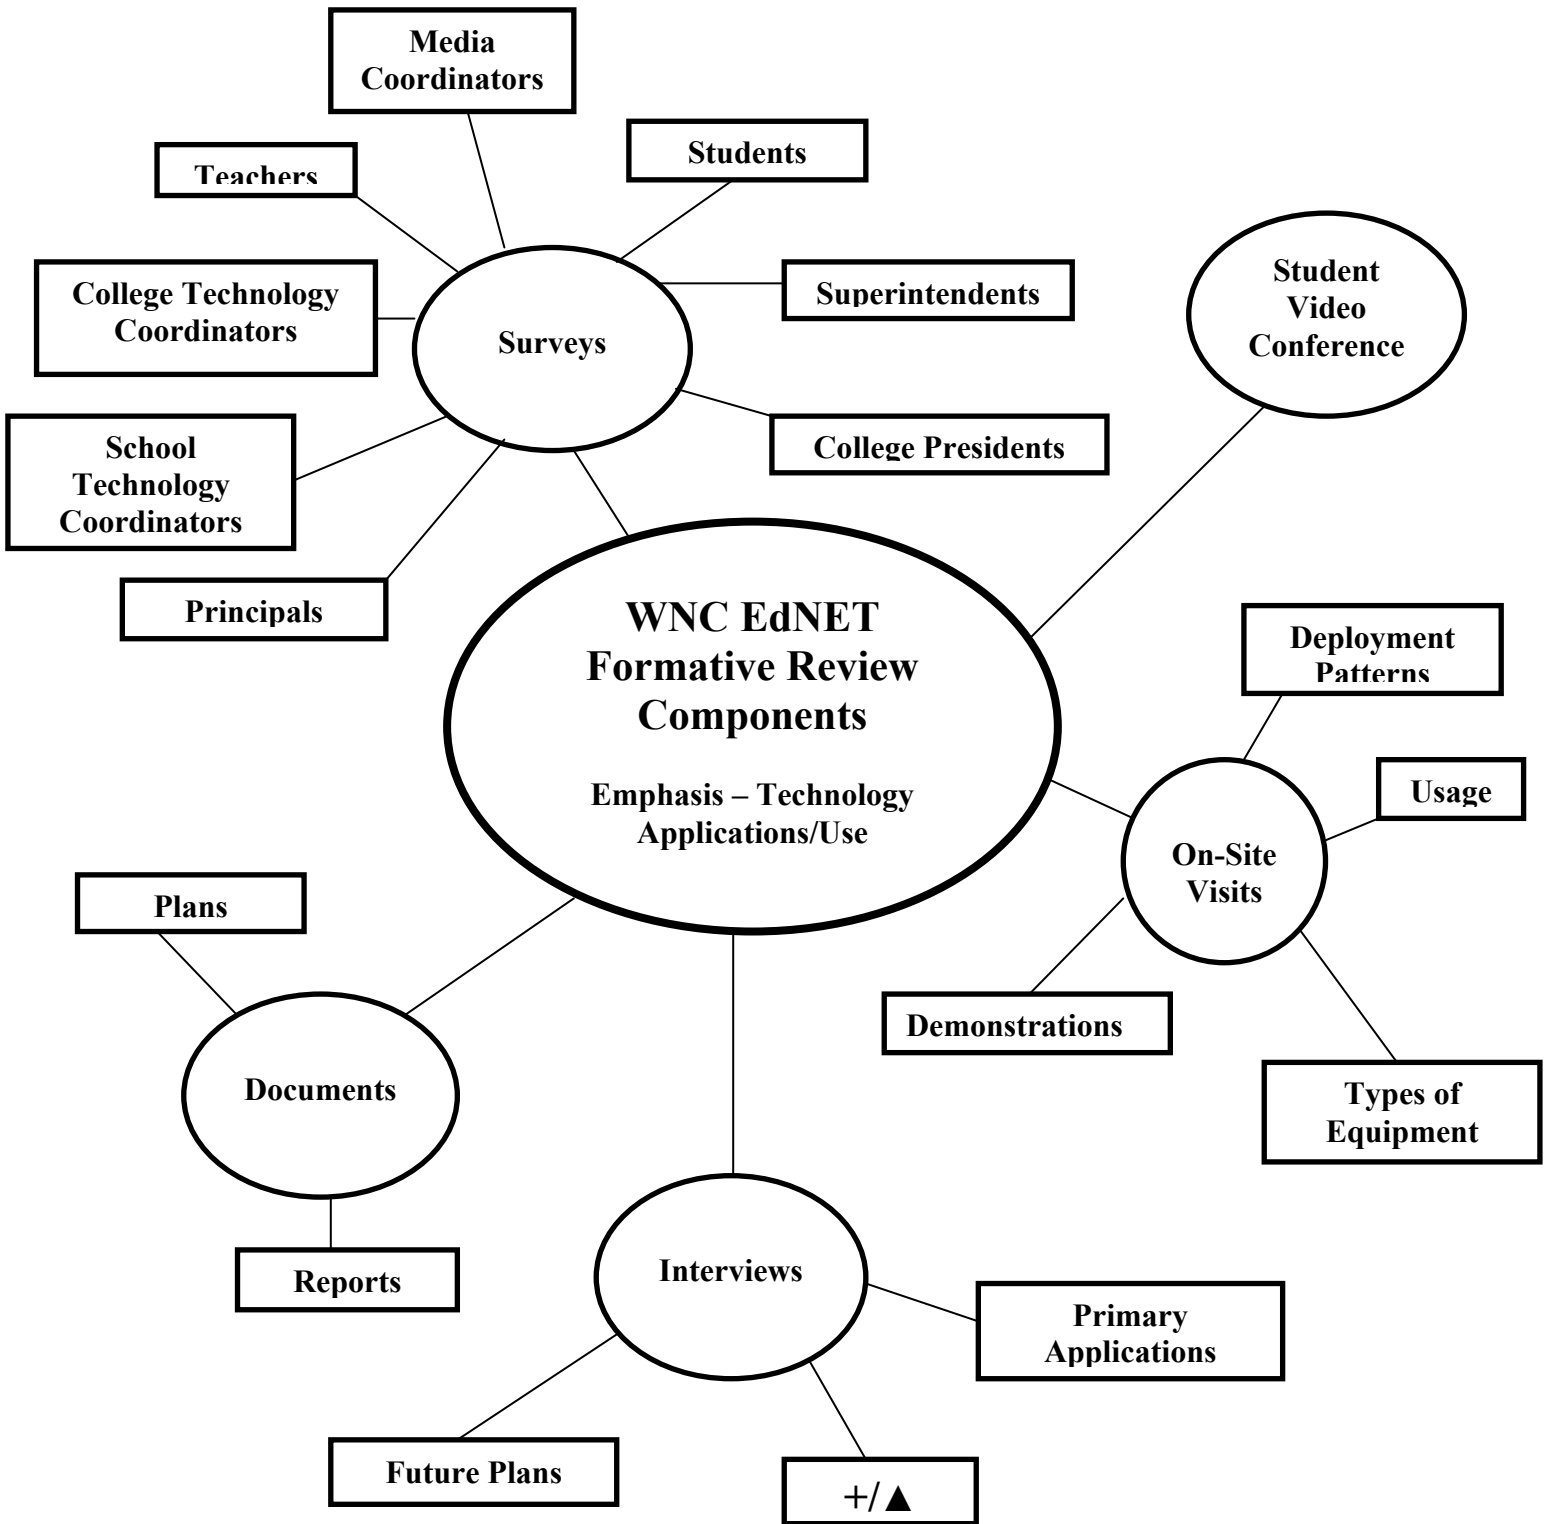 Media
Coordinators
Students
Teachers
College Technology
Coordinators
Superintendents
Surveys
Student
Video
Conference
School
Technology
Coordinators
College Presidents
Principals
WNC EdNET
Formative Review
Components
Emphasis – Technology
Applications/Use
Deployment
Patterns
Usage
On-Site
Visits
Demonstrations
Types of
Equipment
Plans
Documents
Reports
Interviews
Primary
Applications
Future Plans
+/▲